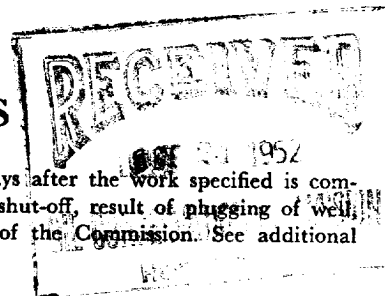 RECEIVED
S
1952
ys after the work specified is com-
shut-off, result of plugging of well,
of the Commission. See additional